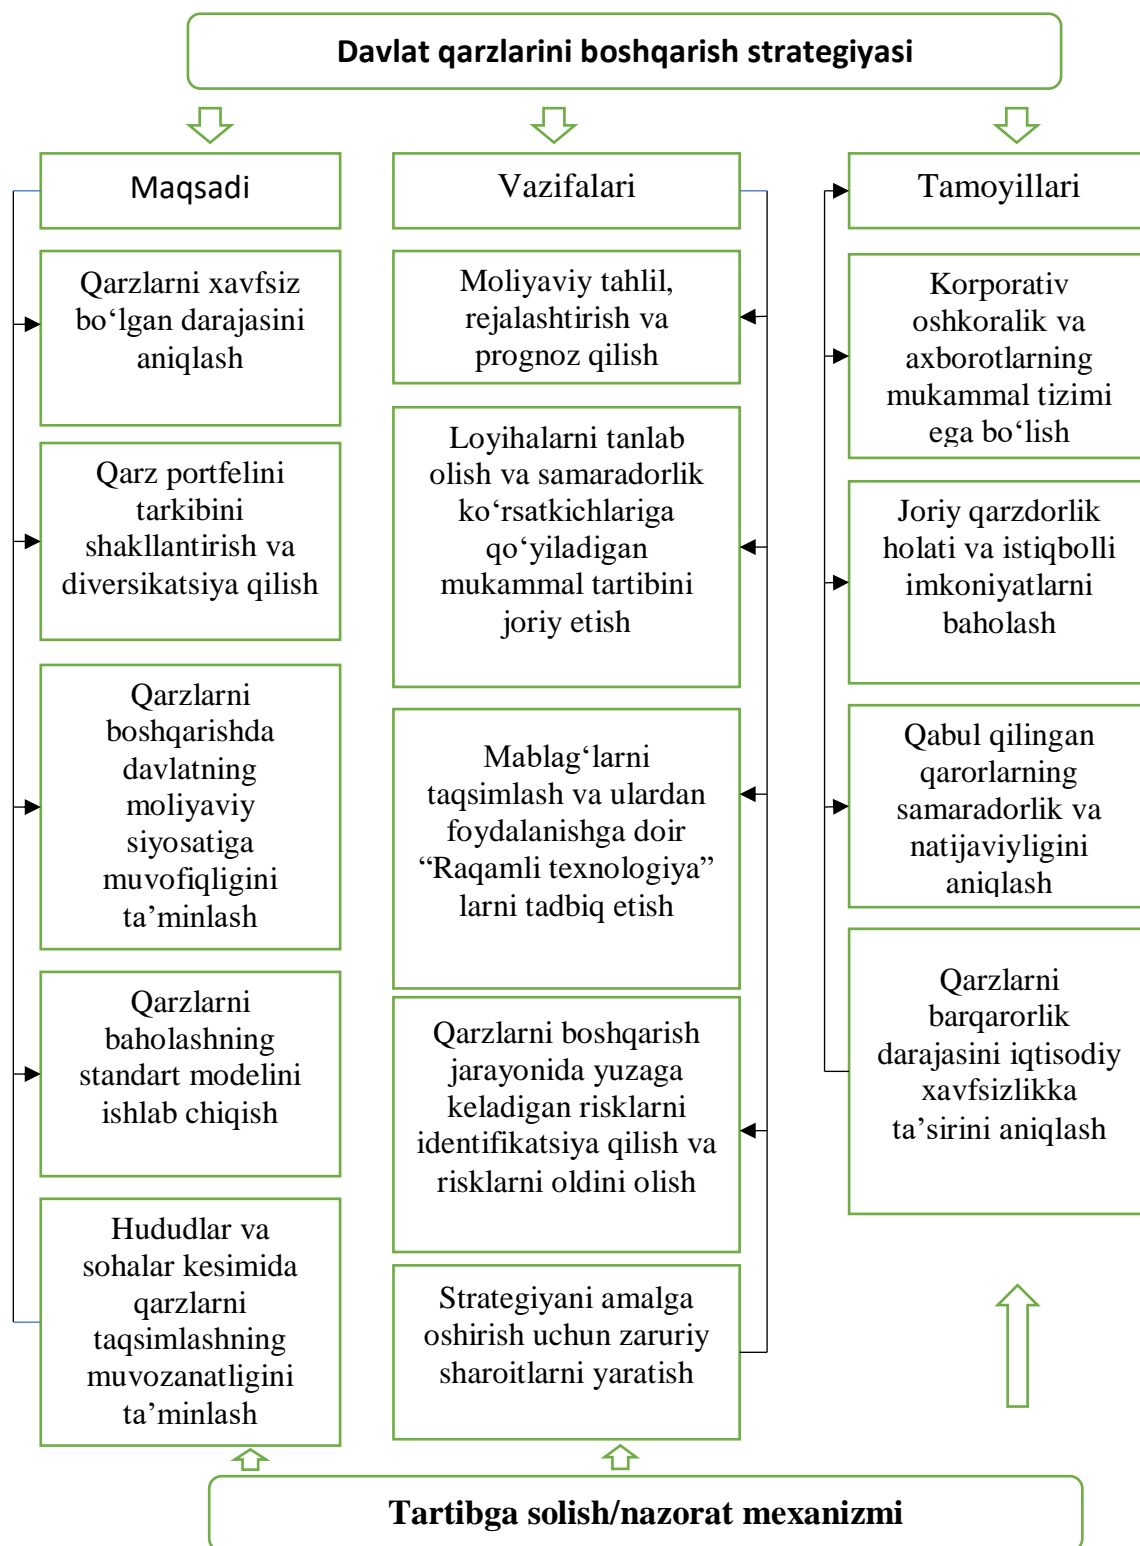 Davlat qarzlarini boshqarish strategiyasi
Maqsadi
Qarzlarni xavfsiz
bo‘lgan darajasini
aniqlash
Qarz portfelini
tarkibini
shakllantirish va
diversikatsiya qilish
Qarzlarni
boshqarishda
davlatning
moliyaviy
siyosatiga
muvofiqligini
ta’minlash
Qarzlarni
baholashning
standart modelini
ishlab chiqish
Hududlar va
sohalar kesimida
qarzlarni
taqsimlashning
muvozanatligini
ta’minlash
Vazifalari
Moliyaviy tahlil,
rejalashtirish va
prognoz qilish
Loyihalarni tanlab
olish va samaradorlik
ko‘rsatkichlariga
qo‘yiladigan
mukammal tartibini
joriy etish
Mablag‘larni
taqsimlash va ulardan
foydalanishga doir
“Raqamli texnologiya”
larni tadbiq etish
Qarzlarni boshqarish
jarayonida yuzaga
keladigan risklarni
identifikatsiya qilish va
risklarni oldini olish
Strategiyani amalga
oshirish uchun zaruriy
sharoitlarni yaratish
Tamoyillari
Korporativ
oshkoralik va
axborotlarning
mukammal tizimi
ega bo‘lish
Joriy qarzdorlik
holati va istiqbolli
imkoniyatlarni
baholash
Qabul qilingan
qarorlarning
samaradorlik va
natijaviyligini
aniqlash
Qarzlarni
barqarorlik
darajasini iqtisodiy
xavfsizlikka
ta’sirini aniqlash
Tartibga solish/nazorat mexanizmi